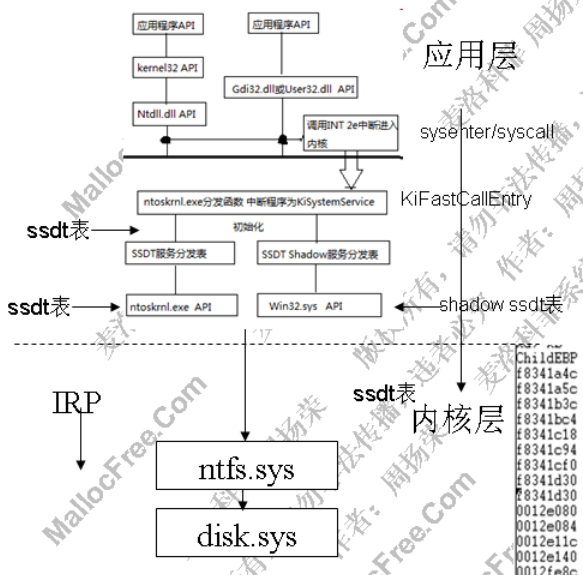 应用程序API
应用程序API
应用层
kernel32 API
Gdi32.dll或User32.dll API
Ntdll.dll API
调用INT 2e中断进入
内核
sysenter/syscall
ntoskrnl.exe分发函数 中断程序为KiSystemService
KiFastCallEntry
初始化
ssdt表
SSDT服务分发表
SSDT Shadow服务分发表
ssdt表
ntoskrnl.exe API
Win32.sys API
shadow ssdt表
ssdt表
IRP
内核层
ntfs.sys
disk.sys
ChildEBP
f8341a4c
f8341a5c
f8341b3c
f8341bc4
f8341c18
f8341c94
f8341cf0
f8341d30
f8341d30
0012e080
0012e084
0012e11c
0012e140
0012fe8c
MallocFree.Com
MallocFree.Com